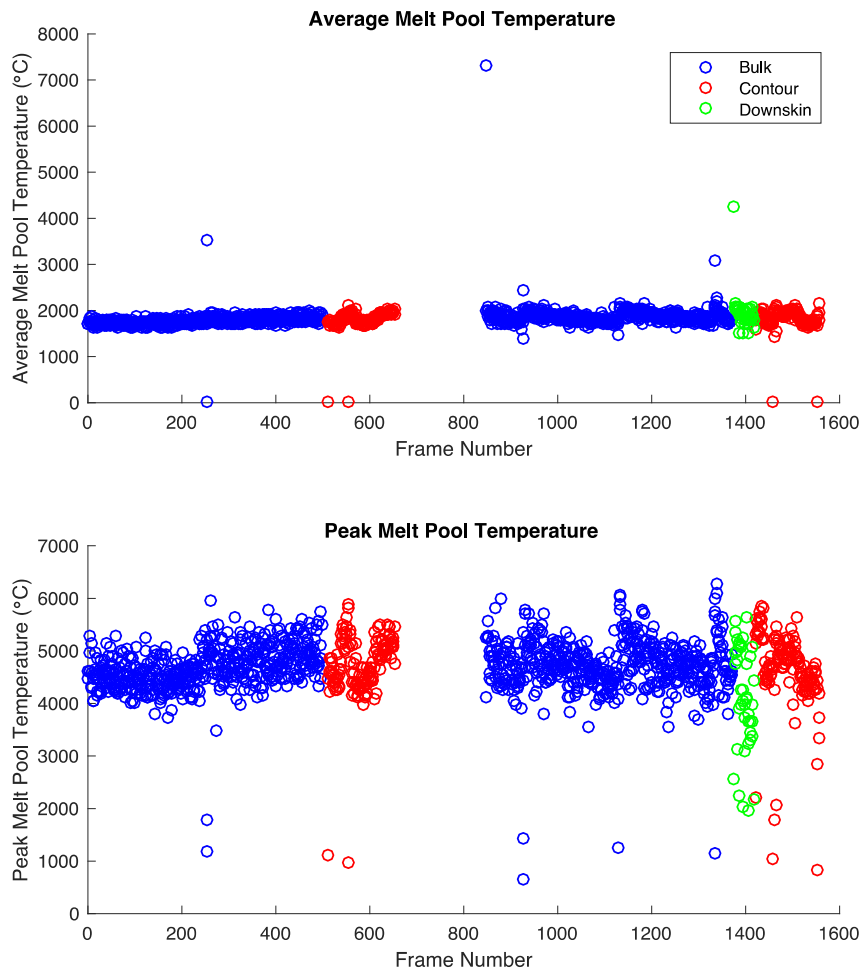 Average Melt Pool Temperature
8000
7000
6000
5000
4000
3000
2000
1000
0
Average Melt Pool Temperature (°C)
Bulk
Contour
Downskin
0 200 400 600 800 1000 1200 1400 1600
Frame Number
Peak Melt Pool Temperature
7000
6000
5000
4000
3000
2000
1000
0
Peak Melt Pool Temperature (°C)
0 200 400 600 800 1000 1200 1400 1600
Frame Number